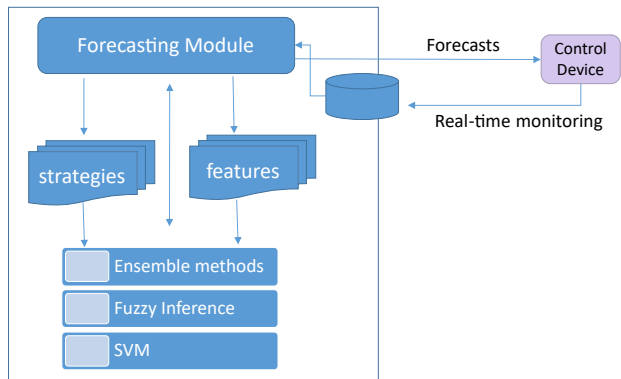 Forecasting Module
Forecasts
Control
Device
Real-time monitoring
strategies
features
Ensemble methods
Fuzzy Inference
SVM